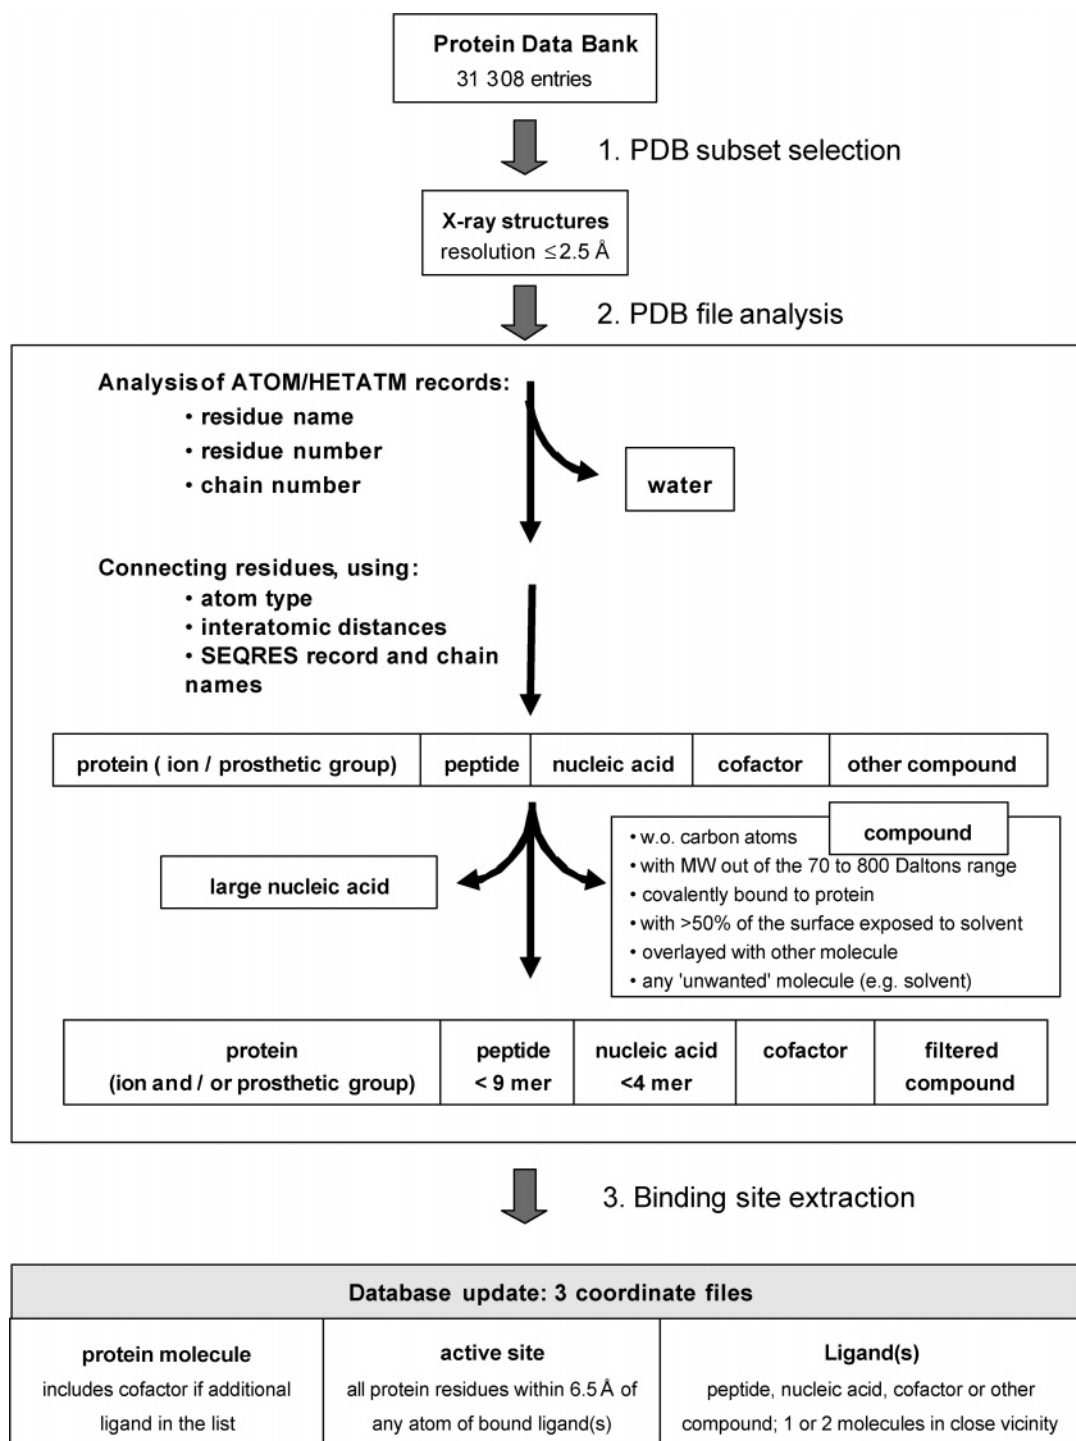 Protein Data Bank
31 308 entries
1. PDB subset selection
X-ray structures
resolution ≤2.5 Å
2. PDB file analysis
Analysis of ATOM/HETATM records:
• residue name
• residue number
• chain number
water
Connecting residues, using:
• atom type
• interatomic distances
• SEQRES record and chain
names
protein ( ion / prosthetic group) peptide nucleic acid cofactor other compound
compound
• w.o. carbon atoms
• with MW out of the 70 to 800 Daltons range
• covalently bound to protein
• with >50% of the surface exposed to solvent
• overlayed with other molecule
• any 'unwanted' molecule (e.g. solvent)
large nucleic acid
protein peptide nucleic acid cofactor filtered
(ion and / or prosthetic group) < 9 mer <4 mer compound
3. Binding site extraction
Database update: 3 coordinate files
protein molecule
includes cofactor if additional
ligand in the list
active site
all protein residues within 6.5 Å of
any atom of bound ligand(s)
Ligand(s)
peptide, nucleic acid, cofactor or other
compound; 1 or 2 molecules in close vicinity